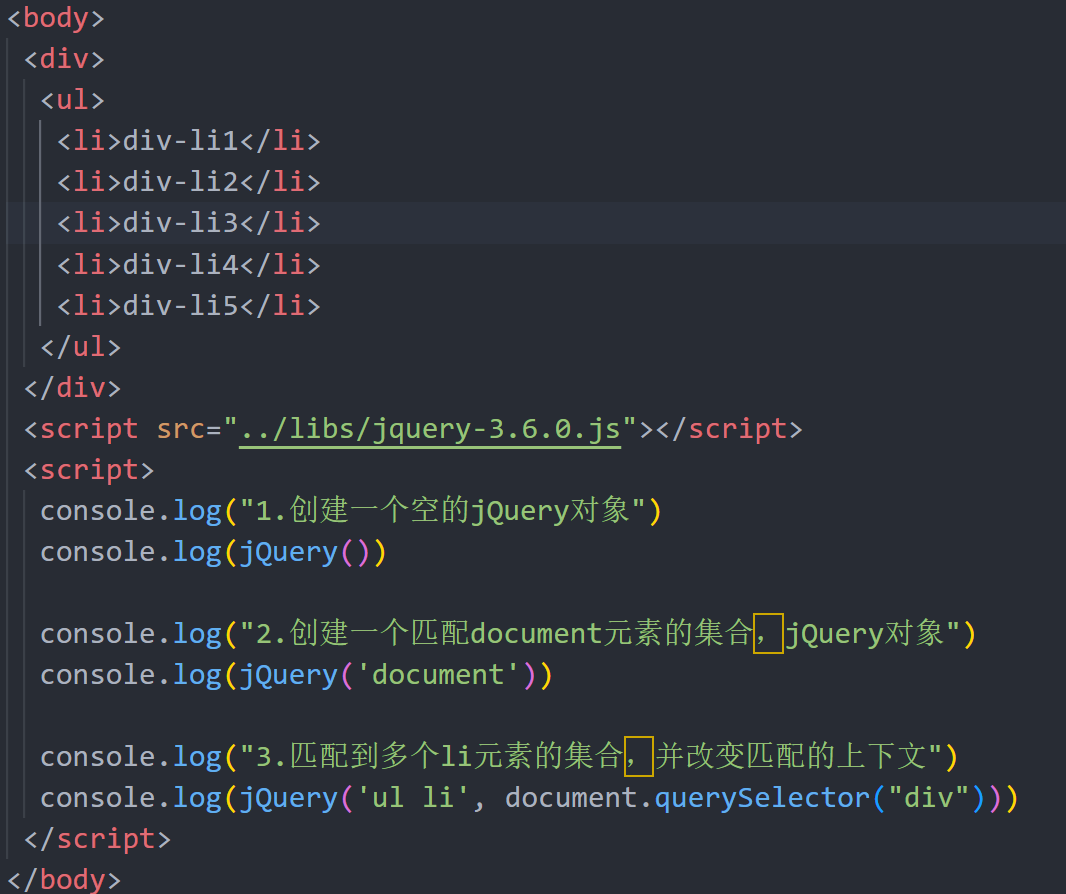 <body>
<div>
<ul>
<li>div-li1</li>
<li>div-li2</li>
<li>div-li3</li>
<li>div-li4</li>
<li>div-li5</li>
</ul>
</div>
<script src="../libs/jquery-3.6.0.js"></script>
<script>
console.log("1.创建一个空的jQuery对象")
console.log(jQuery())
console.log("2.创建一个匹配document元素的集合，jQuery对象")
console.log(jQuery('document'))
console.log("3.匹配到多个li元素的集合，并改变匹配的上下文")
console.log(jQuery('ul li', document.querySelector("div")))
</script>
</body>